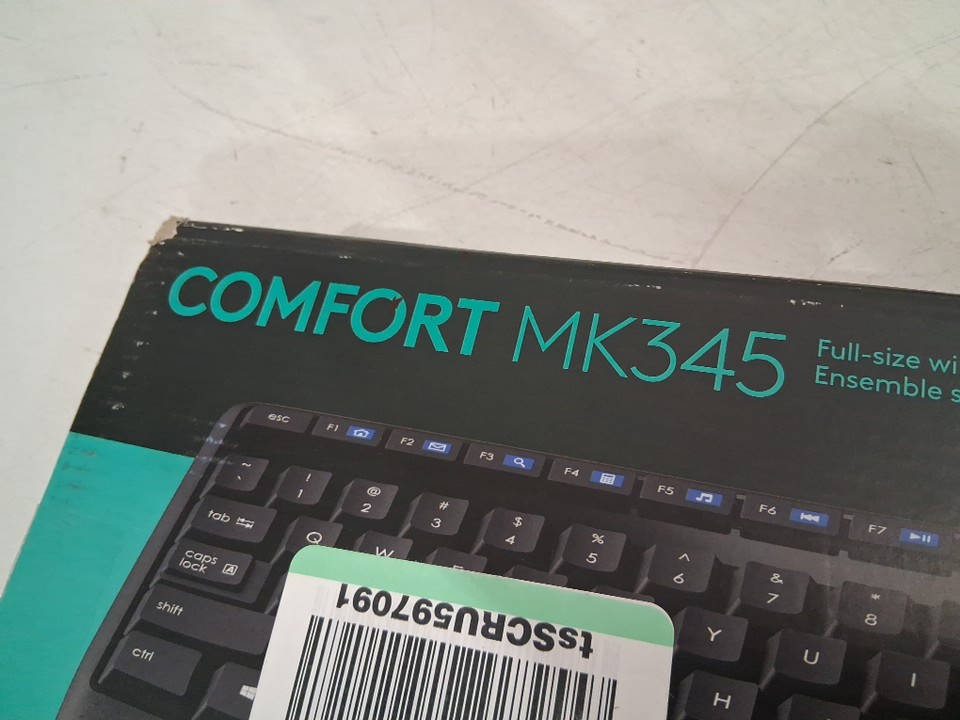 COMFORT MK345
Full-size wi
Ensemble s
esc F1 F2 F3 F4 F5 F6 F7
~ ! @ # $ % ^ & *
` 1 2 3 4 5 6 7 8
tab Q W Y U I
caps lock A H
shift
ctrl
tsSCRU597091